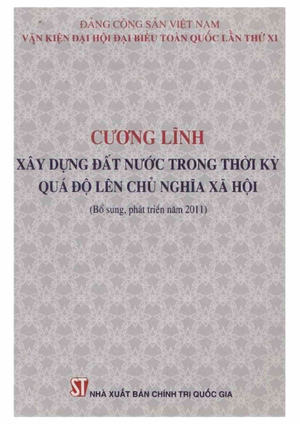 ĐẢNG CỘNG SẢN VIỆT NAM
VĂN KIỆN ĐẠI HỘI ĐẠI BIỂU TOÀN QUỐC LẦN THỨ XI
CƯƠNG LĨNH
XÂY DỰNG ĐẤT NƯỚC TRONG THỜI KỲ
QUÁ ĐỘ LÊN CHỦ NGHĨA XÃ HỘI
(Bổ sung, phát triển năm 2011)
ST
NHÀ XUẤT BẢN CHÍNH TRỊ QUỐC GIA